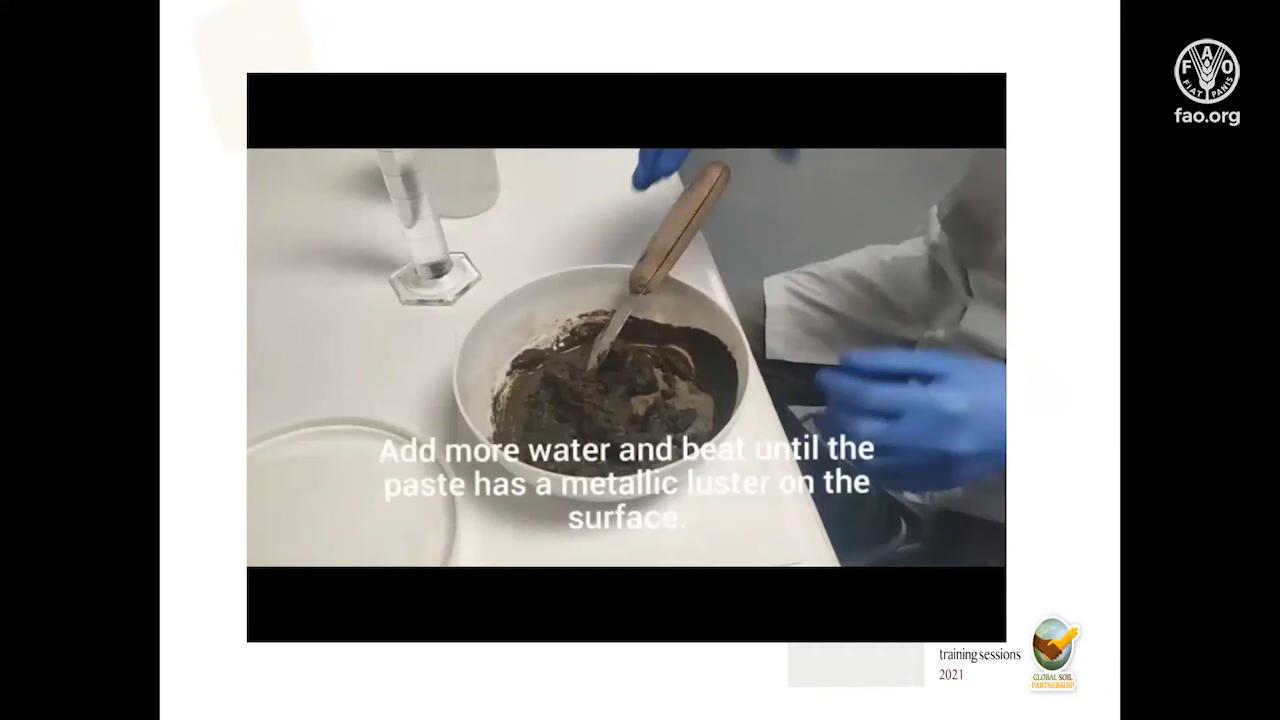 FAO
FIAT PANIS
fao.org
Add more water and beat until the
paste has a metallic luster on the
surface.
training sessions
2021
GLOBAL SOIL
PARTNERSHIP